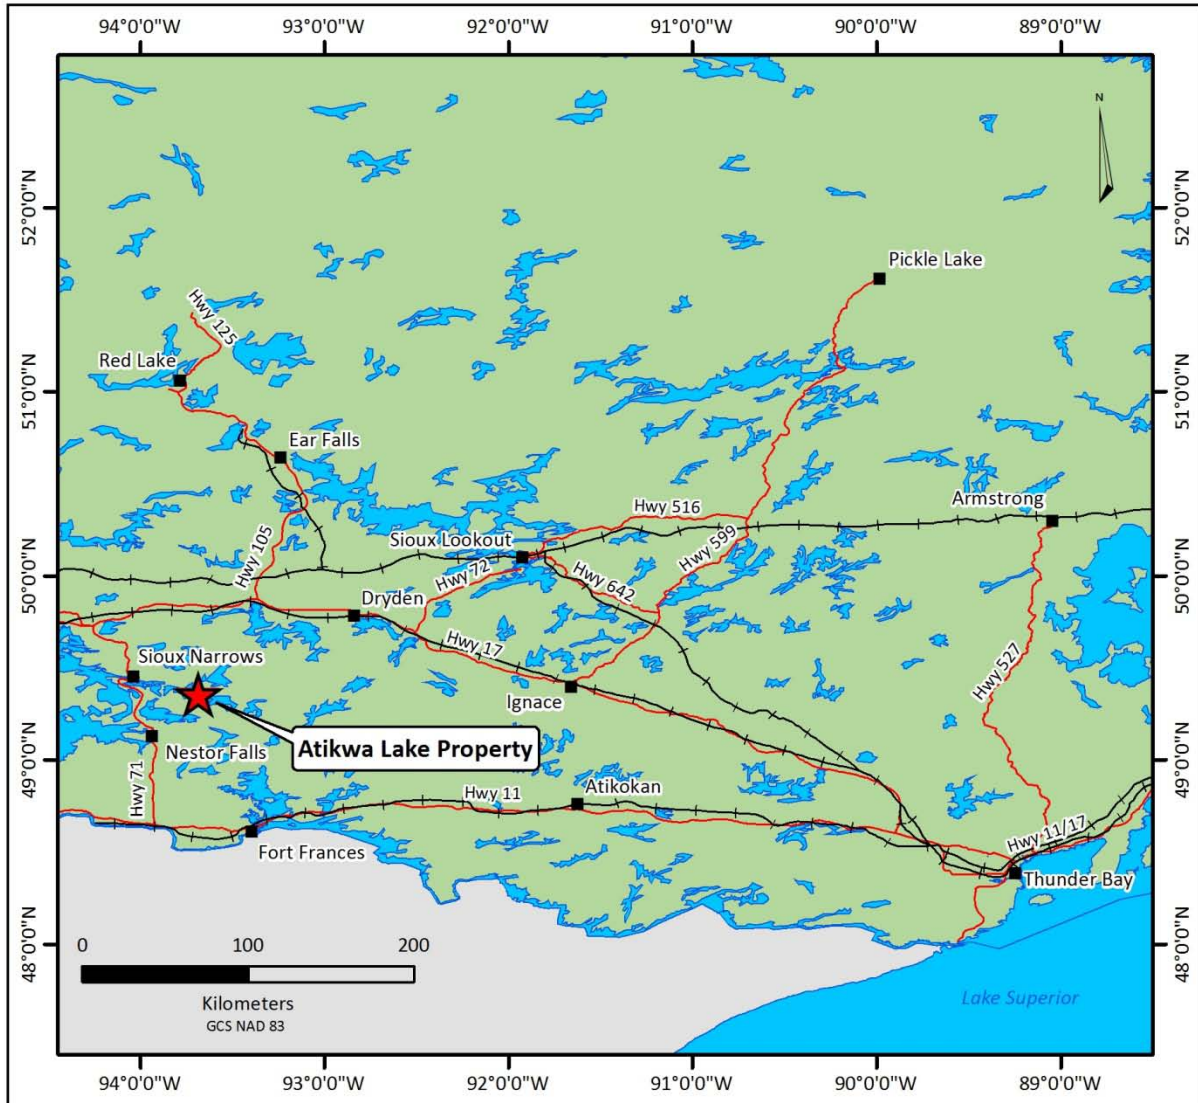 94°0'0"W
93°0'0"W
92°0'0"W
91°0'0"W
90°0'0"W
89°0'0"W
N
52°0'0"N
52°0'0"N
Pickle Lake
Hwy 125
Red Lake
51°0'0"N
51°0'0"N
Ear Falls
Armstrong
Hwy 516
Sioux Lookout
Hwy 599
Hwy 105
Hwy 72
Hwy 642
50°0'0"N
50°0'0"N
Dryden
Hwy 17
Sioux Narrows
Hwy 527
Ignace
Nestor Falls
Atikwa Lake Property
49°0'0"N
49°0'0"N
Hwy 71
Hwy 11
Atikokan
Hwy 11/17
Fort Frances
Thunder Bay
48°0'0"N
48°0'0"N
0 100 200
Kilometers
GCS NAD 83
Lake Superior
94°0'0"W
93°0'0"W
92°0'0"W
91°0'0"W
90°0'0"W
89°0'0"W